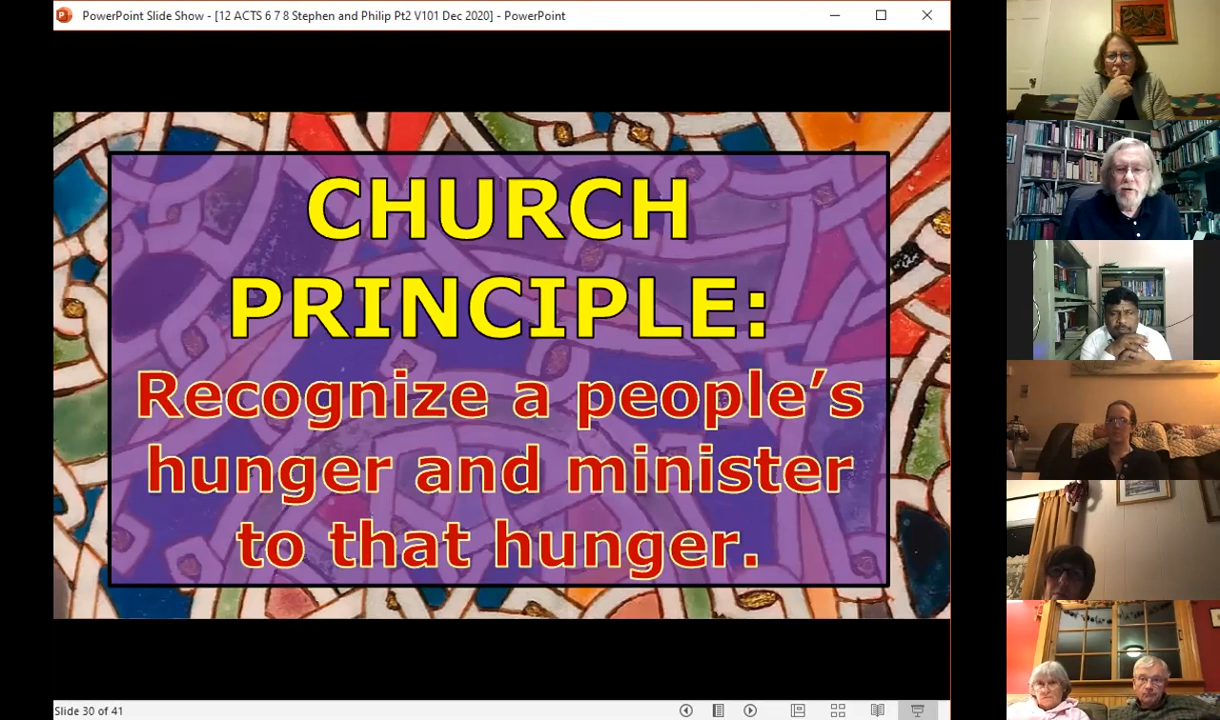 PowerPoint Slide Show - [12 ACTS 6 7 8 Stephen and Philip Pt2 V101 Dec 2020] - PowerPoint
CHURCH
PRINCIPLE:
Recognize a people’s
hunger and minister
to that hunger.
Slide 30 of 41